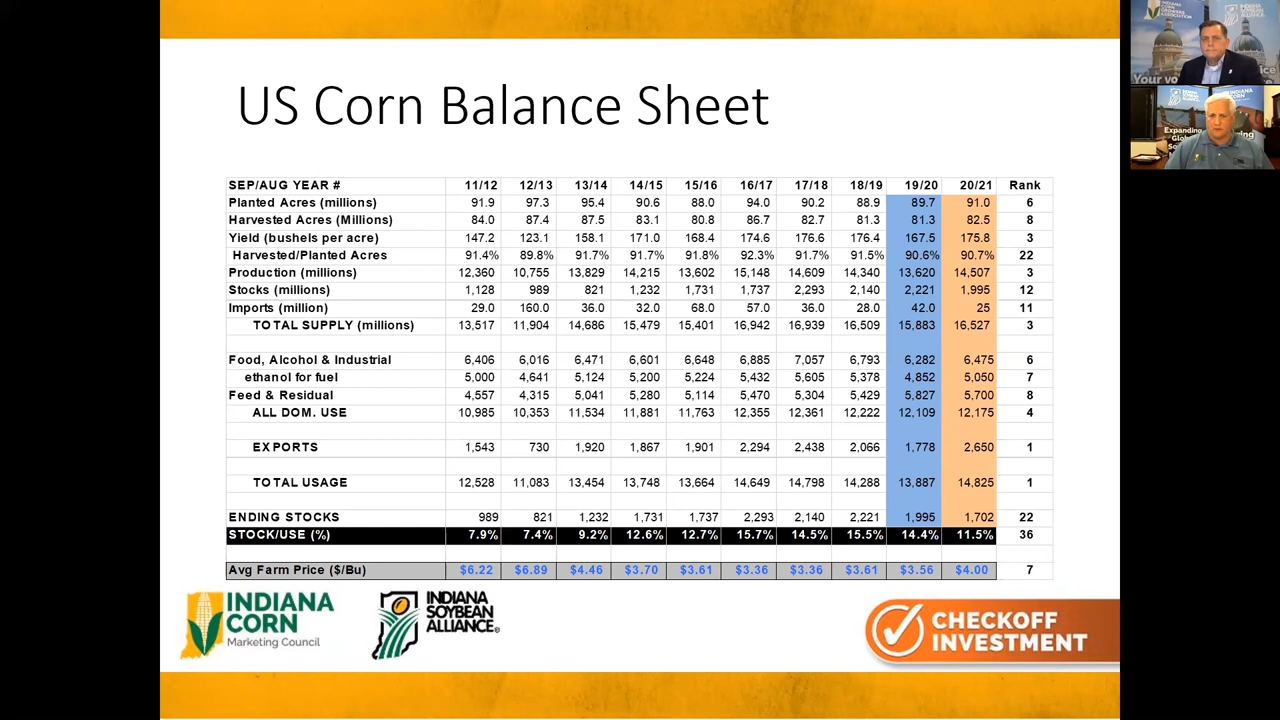 US Corn Balance Sheet
SEP/AUG YEAR # 11/12 12/13 13/14 14/15 15/16 16/17 17/18 18/19 19/20 20/21 Rank
Planted Acres (millions) 91.9 97.3 95.4 90.6 88.0 94.0 90.2 88.9 89.7 91.0 6
Harvested Acres (Millions) 84.0 87.4 87.5 83.1 80.8 86.7 82.7 81.3 81.3 82.5 8
Yield (bushels per acre) 147.2 123.1 158.1 171.0 168.4 174.6 176.6 176.4 167.5 175.8 3
Harvested/Planted Acres 91.4% 89.8% 91.7% 91.7% 91.8% 92.3% 91.7% 91.5% 90.6% 90.7% 22
Production (millions) 12,360 10,755 13,829 14,215 13,602 15,148 14,609 14,340 13,620 14,507 3
Stocks (millions) 1,128 989 821 1,232 1,731 1,737 2,293 2,140 2,221 1,995 12
Imports (million) 29.0 160.0 36.0 32.0 68.0 57.0 36.0 28.0 42.0 25 11
TOTAL SUPPLY (millions) 13,517 11,904 14,686 15,479 15,401 16,942 16,939 16,509 15,883 16,527 3
Food, Alcohol & Industrial 6,406 6,016 6,471 6,601 6,648 6,885 7,057 6,793 6,282 6,475 6
ethanol for fuel 5,000 4,641 5,124 5,200 5,224 5,432 5,605 5,378 4,852 5,050 7
Feed & Residual 4,557 4,315 5,041 5,280 5,114 5,470 5,304 5,429 5,827 5,700 8
ALL DOM. USE 10,985 10,353 11,534 11,881 11,763 12,355 12,361 12,222 12,109 12,175 4
EXPORTS 1,543 730 1,920 1,867 1,901 2,294 2,438 2,066 1,778 2,650 1
TOTAL USAGE 12,528 11,083 13,454 13,748 13,664 14,649 14,798 14,288 13,887 14,825 1
ENDING STOCKS 989 821 1,232 1,731 1,737 2,293 2,140 2,221 1,995 1,702 22
STOCK/USE (%) 7.9% 7.4% 9.2% 12.6% 12.7% 15.7% 14.5% 15.5% 14.4% 11.5% 36
Avg Farm Price ($/Bu) $6.22 $6.89 $4.46 $3.70 $3.61 $3.36 $3.36 $3.61 $3.56 $4.00 7
INDIANA
CORN
Marketing Council
INDIANA
SOYBEAN
ALLIANCE®
CHECKOFF
INVESTMENT
INDIANA
CORN
Your vo
INDIANA
CORN
Expanding